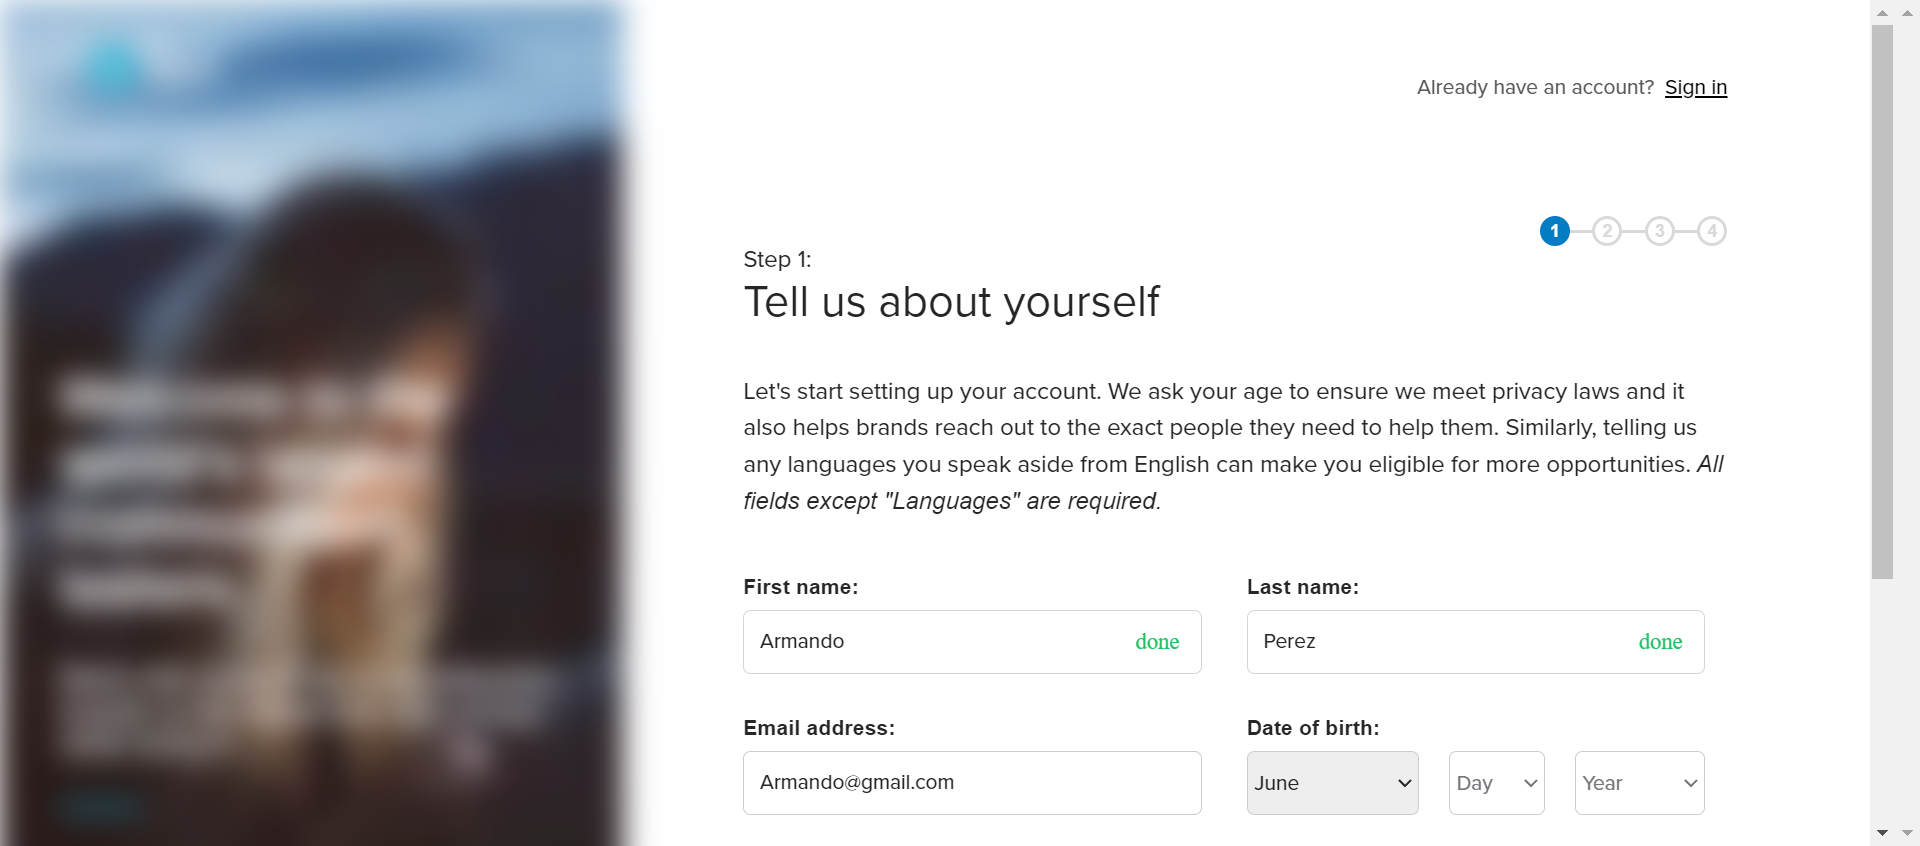 Already have an account? Sign in
1 2 3 4
Step 1:
Tell us about yourself
Let's start setting up your account. We ask your age to ensure we meet privacy laws and it
also helps brands reach out to the exact people they need to help them. Similarly, telling us
any languages you speak aside from English can make you eligible for more opportunities. All
fields except "Languages" are required.
First name: Last name:
Armando done Perez done
Email address: Date of birth:
Armando@gmail.com June Day Year